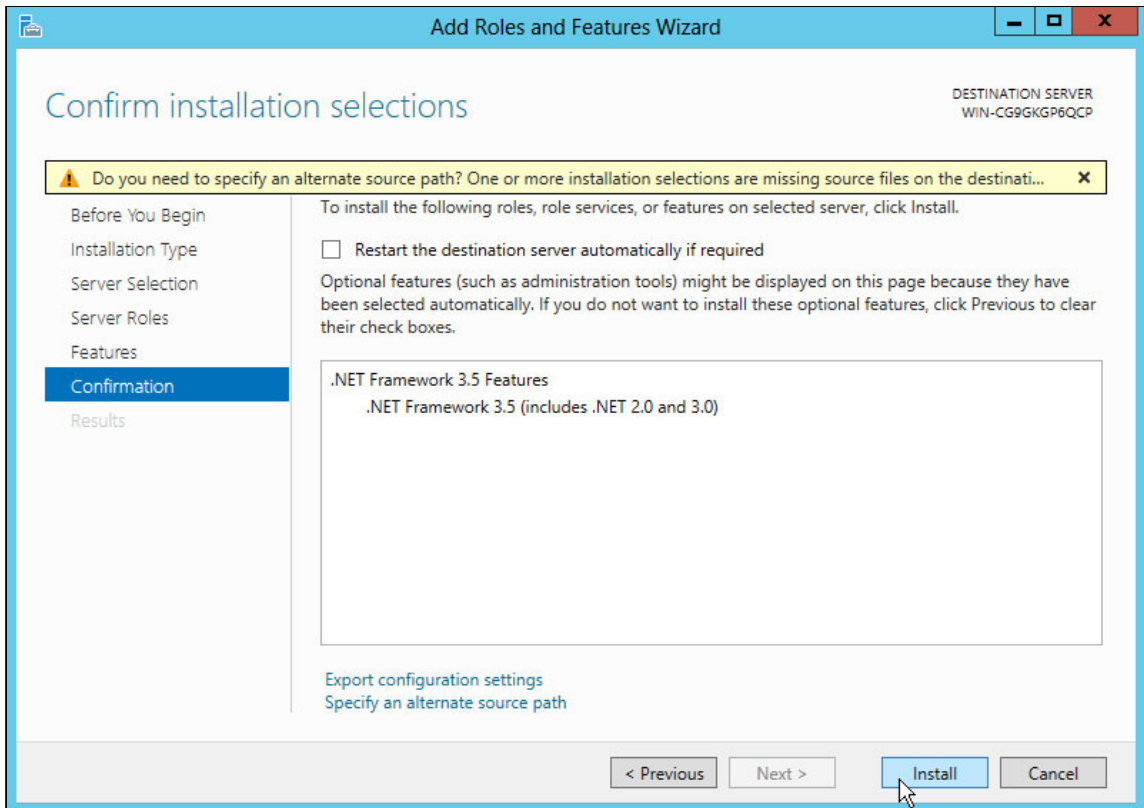 Add Roles and Features Wizard
Confirm installation selections
DESTINATION SERVER
WIN-CG9GKGP6QCP
Do you need to specify an alternate source path? One or more installation selections are missing source files on the destinati...
Before You Begin
Installation Type
Server Selection
Server Roles
Features
Confirmation
Results
To install the following roles, role services, or features on selected server, click Install.
Restart the destination server automatically if required
Optional features (such as administration tools) might be displayed on this page because they have
been selected automatically. If you do not want to install these optional features, click Previous to clear
their check boxes.
.NET Framework 3.5 Features
.NET Framework 3.5 (includes .NET 2.0 and 3.0)
Export configuration settings
Specify an alternate source path
< Previous
Next >
Install
Cancel